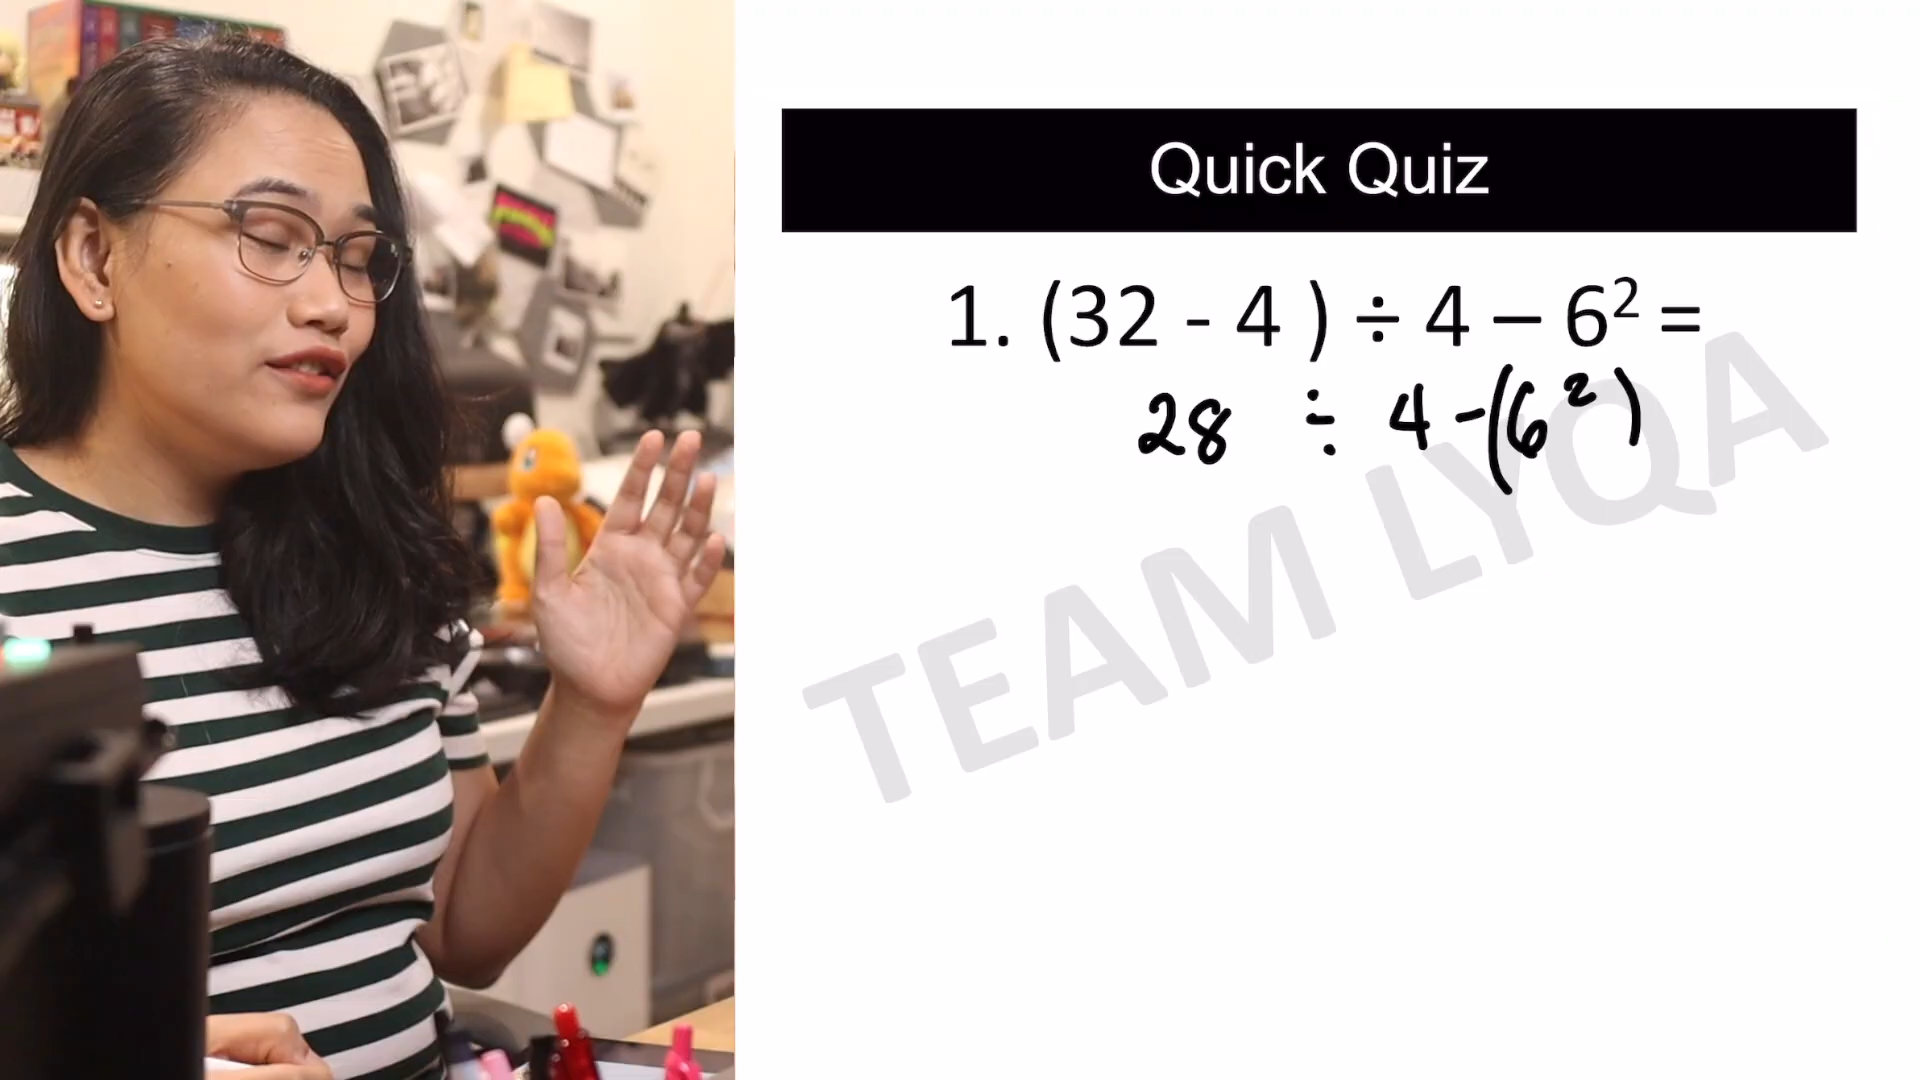 Quick Quiz
1. (32 - 4 ) ÷ 4 – 6² =
28 ÷ 4 - (6²)
TEAM LYQA